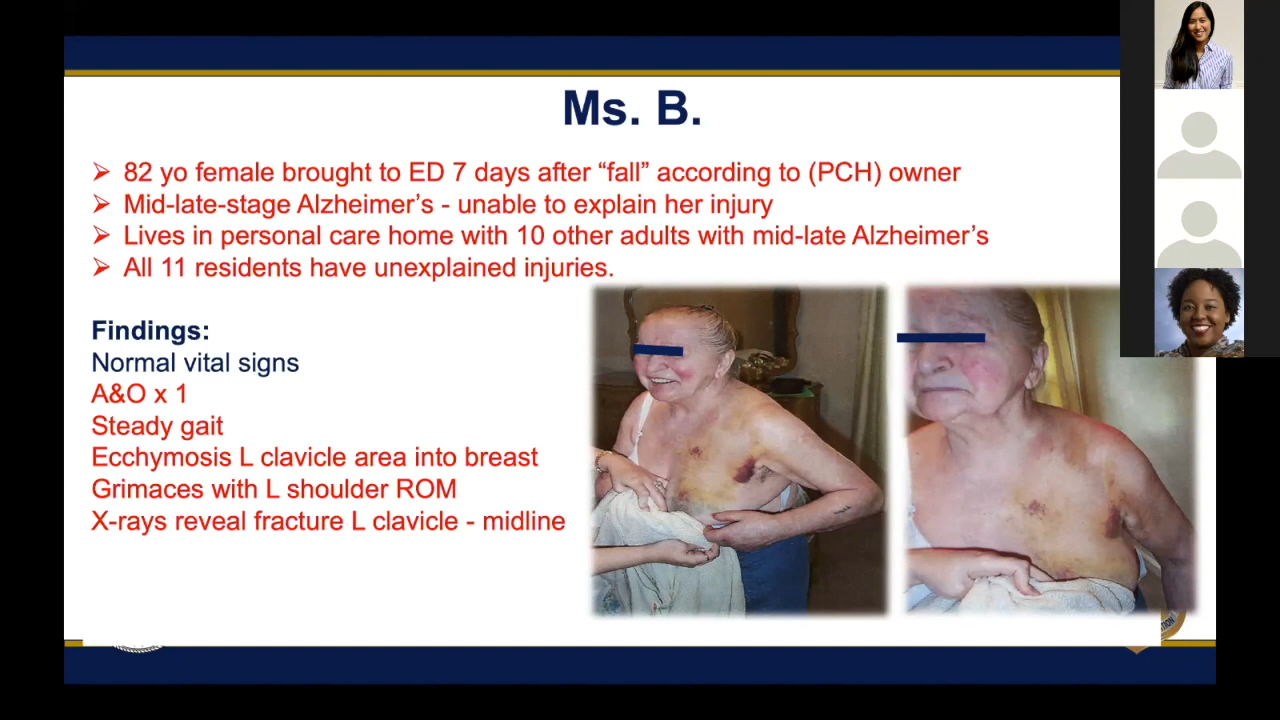 Ms. B.
➢ 82 yo female brought to ED 7 days after “fall” according to (PCH) owner
➢ Mid-late-stage Alzheimer’s - unable to explain her injury
➢ Lives in personal care home with 10 other adults with mid-late Alzheimer’s
➢ All 11 residents have unexplained injuries.
Findings:
Normal vital signs
A&O x 1
Steady gait
Ecchymosis L clavicle area into breast
Grimaces with L shoulder ROM
X-rays reveal fracture L clavicle - midline